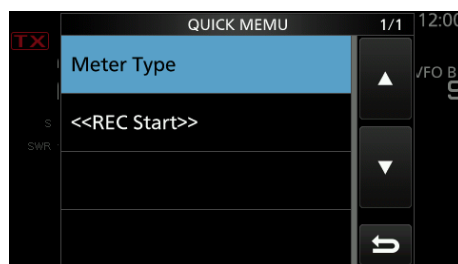 QUICK MEMU 1/1 12:00
TX
Meter Type
VFO B
<<REC Start>>
S
SWR